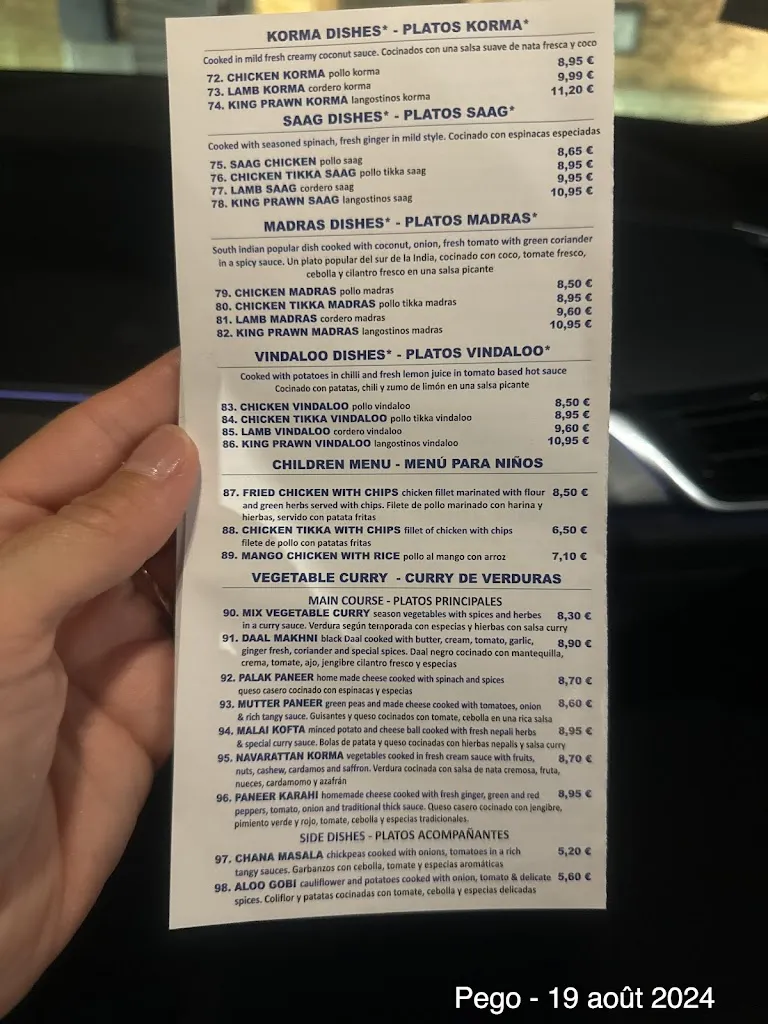 KORMA DISHES* - PLATOS KORMA*
Cooked in mild fresh creamy coconut sauce. Cocinados con una salsa suave de nata fresca y coco
72. CHICKEN KORMA pollo korma 8,95 €
73. LAMB KORMA cordero korma 9,99 €
74. KING PRAWN KORMA langostinos korma 11,20 €
SAAG DISHES* - PLATOS SAAG*
Cooked with seasoned spinach, fresh ginger in mild style. Cocinado con espinacas especiadas
75. SAAG CHICKEN pollo saag 8,65 €
76. CHICKEN TIKKA SAAG pollo tikka saag 8,95 €
77. LAMB SAAG cordero saag 9,95 €
78. KING PRAWN SAAG langostinos saag 10,95 €
MADRAS DISHES* - PLATOS MADRAS*
South Indian popular dish cooked with coconut, onion, fresh tomato with green coriander
in a spicy sauce. Un plato popular del sur de la India, cocinado con coco, tomate fresco,
cebolla y cilantro fresco en una salsa picante
79. CHICKEN MADRAS pollo madras 8,50 €
80. CHICKEN TIKKA MADRAS pollo tikka madras 8,95 €
81. LAMB MADRAS cordero madras 9,60 €
82. KING PRAWN MADRAS langostinos madras 10,95 €
VINDALOO DISHES* - PLATOS VINDALOO*
Cooked with potatoes in chilli and fresh lemon juice in tomato based hot sauce
Cocinado con patatas, chili y zumo de limón en una salsa picante
83. CHICKEN VINDALOO pollo vindaloo 8,50 €
84. CHICKEN TIKKA VINDALOO pollo tikka vindaloo 8,95 €
85. LAMB VINDALOO cordero vindaloo 9,60 €
86. KING PRAWN VINDALOO langostinos vindaloo 10,95 €
CHILDREN MENU - MENÚ PARA NIÑOS
87. FRIED CHICKEN WITH CHIPS chicken fillet marinated with flour 8,50 €
and green herbs served with chips. Filete de pollo marinado con harina y
hierbas, servido con patata fritas
88. CHICKEN TIKKA WITH CHIPS fillet of chicken with chips 6,50 €
filete de pollo con patatas fritas
89. MANGO CHICKEN WITH RICE pollo al mango con arroz 7,10 €
VEGETABLE CURRY - CURRY DE VERDURAS
MAIN COURSE - PLATOS PRINCIPALES
90. MIX VEGETABLE CURRY season vegetables with spices and herbes 8,30 €
in a curry sauce. Verdura según temporada con especias y hierbas con salsa curry
91. DAAL MAKHNI black Daal cooked with butter, cream, tomato, garlic, 8,90 €
ginger fresh, coriander and special spices. Daal negro cocinado con mantequilla,
crema, tomate, ajo, jengibre cilantro fresco y especias
92. PALAK PANEER home made cheese cooked with spinach and spices 8,70 €
queso casero cocinado con espinacas y especias
93. MUTTER PANEER green peas and made cheese cooked with tomatoes, onion 8,60 €
& rich tangy sauce. Guisantes y queso cocinados con tomate, cebolla en una rica salsa
94. MALAI KOFTA minced potato and cheese ball cooked with fresh nepali herbs 8,95 €
& special curry sauce. Bolas de patata y queso cocinadas con hierbas nepalis y salsa curry
95. NAVARATTAN KORMA vegetables cooked in fresh cream sauce with fruits, 8,70 €
nuts, cashew, cardamos and saffron. Verdura cocinada con salsa de nata cremosa, fruta,
nueces, cardamomo y azafrán
96. PANEER KARAHI homemade cheese cooked with fresh ginger, green and red 8,95 €
peppers, tomato, onion and traditional thick sauce. Queso casero cocinado con jengibre,
pimiento verde y rojo, tomate, cebolla y especias tradicionales.
SIDE DISHES - PLATOS ACOMPAÑANTES
97. CHANA MASALA chickpeas cooked with onions, tomatoes in a rich 5,20 €
tangy sauces. Garbanzos con cebolla, tomate y especias aromáticas
98. ALOO GOBI cauliflower and potatoes cooked with onion, tomato & delicate 5,60 €
spices. Coliflor y patatas cocinadas con tomate, cebolla y especias delicadas
Pego - 19 août 2024